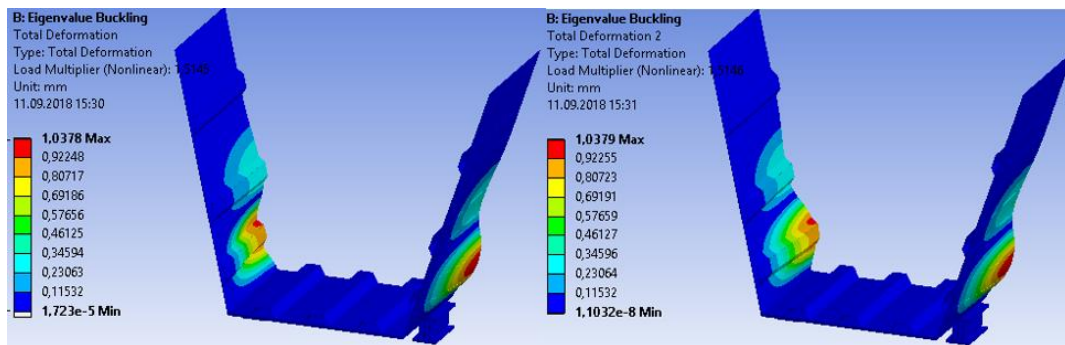 B: Eigenvalue Buckling
Total Deformation
Type: Total Deformation
Load Multiplier (Nonlinear): 1,5145
Unit: mm
11.09.2018 15:30
1,0378 Max
0,92248
0,80717
0,69186
0,57656
0,46125
0,34594
0,23063
0,11532
1,723e-5 Min
B: Eigenvalue Buckling
Total Deformation 2
Type: Total Deformation
Load Multiplier (Nonlinear):
Unit: mm
11.09.2018 15:31
1,0379 Max
0,92255
0,80723
0,69191
0,57659
0,46127
0,34596
0,23064
0,11532
1,1032e-8 Min